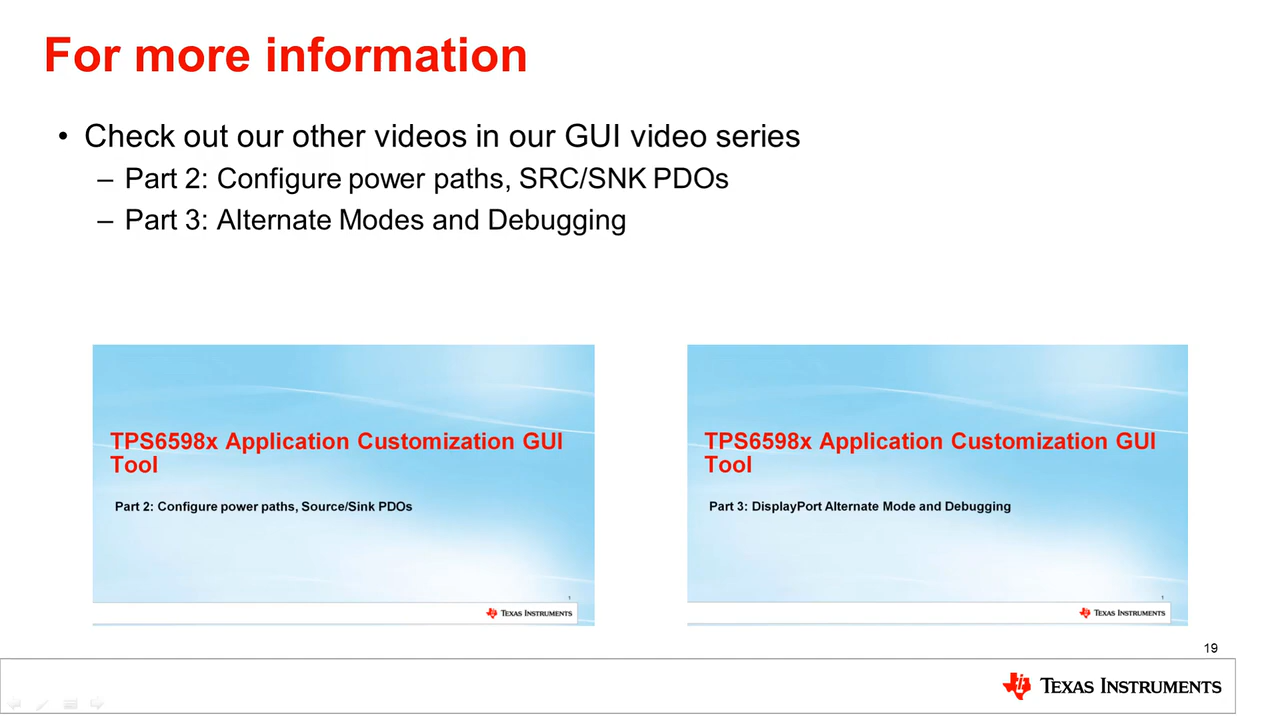 For more information
• Check out our other videos in our GUI video series
– Part 2: Configure power paths, SRC/SNK PDOs
– Part 3: Alternate Modes and Debugging
TPS6598x Application Customization GUI
Tool
Part 2: Configure power paths, Source/Sink PDOs
1
TEXAS INSTRUMENTS
TPS6598x Application Customization GUI
Tool
Part 3: DisplayPort Alternate Mode and Debugging
1
TEXAS INSTRUMENTS
19
TEXAS INSTRUMENTS